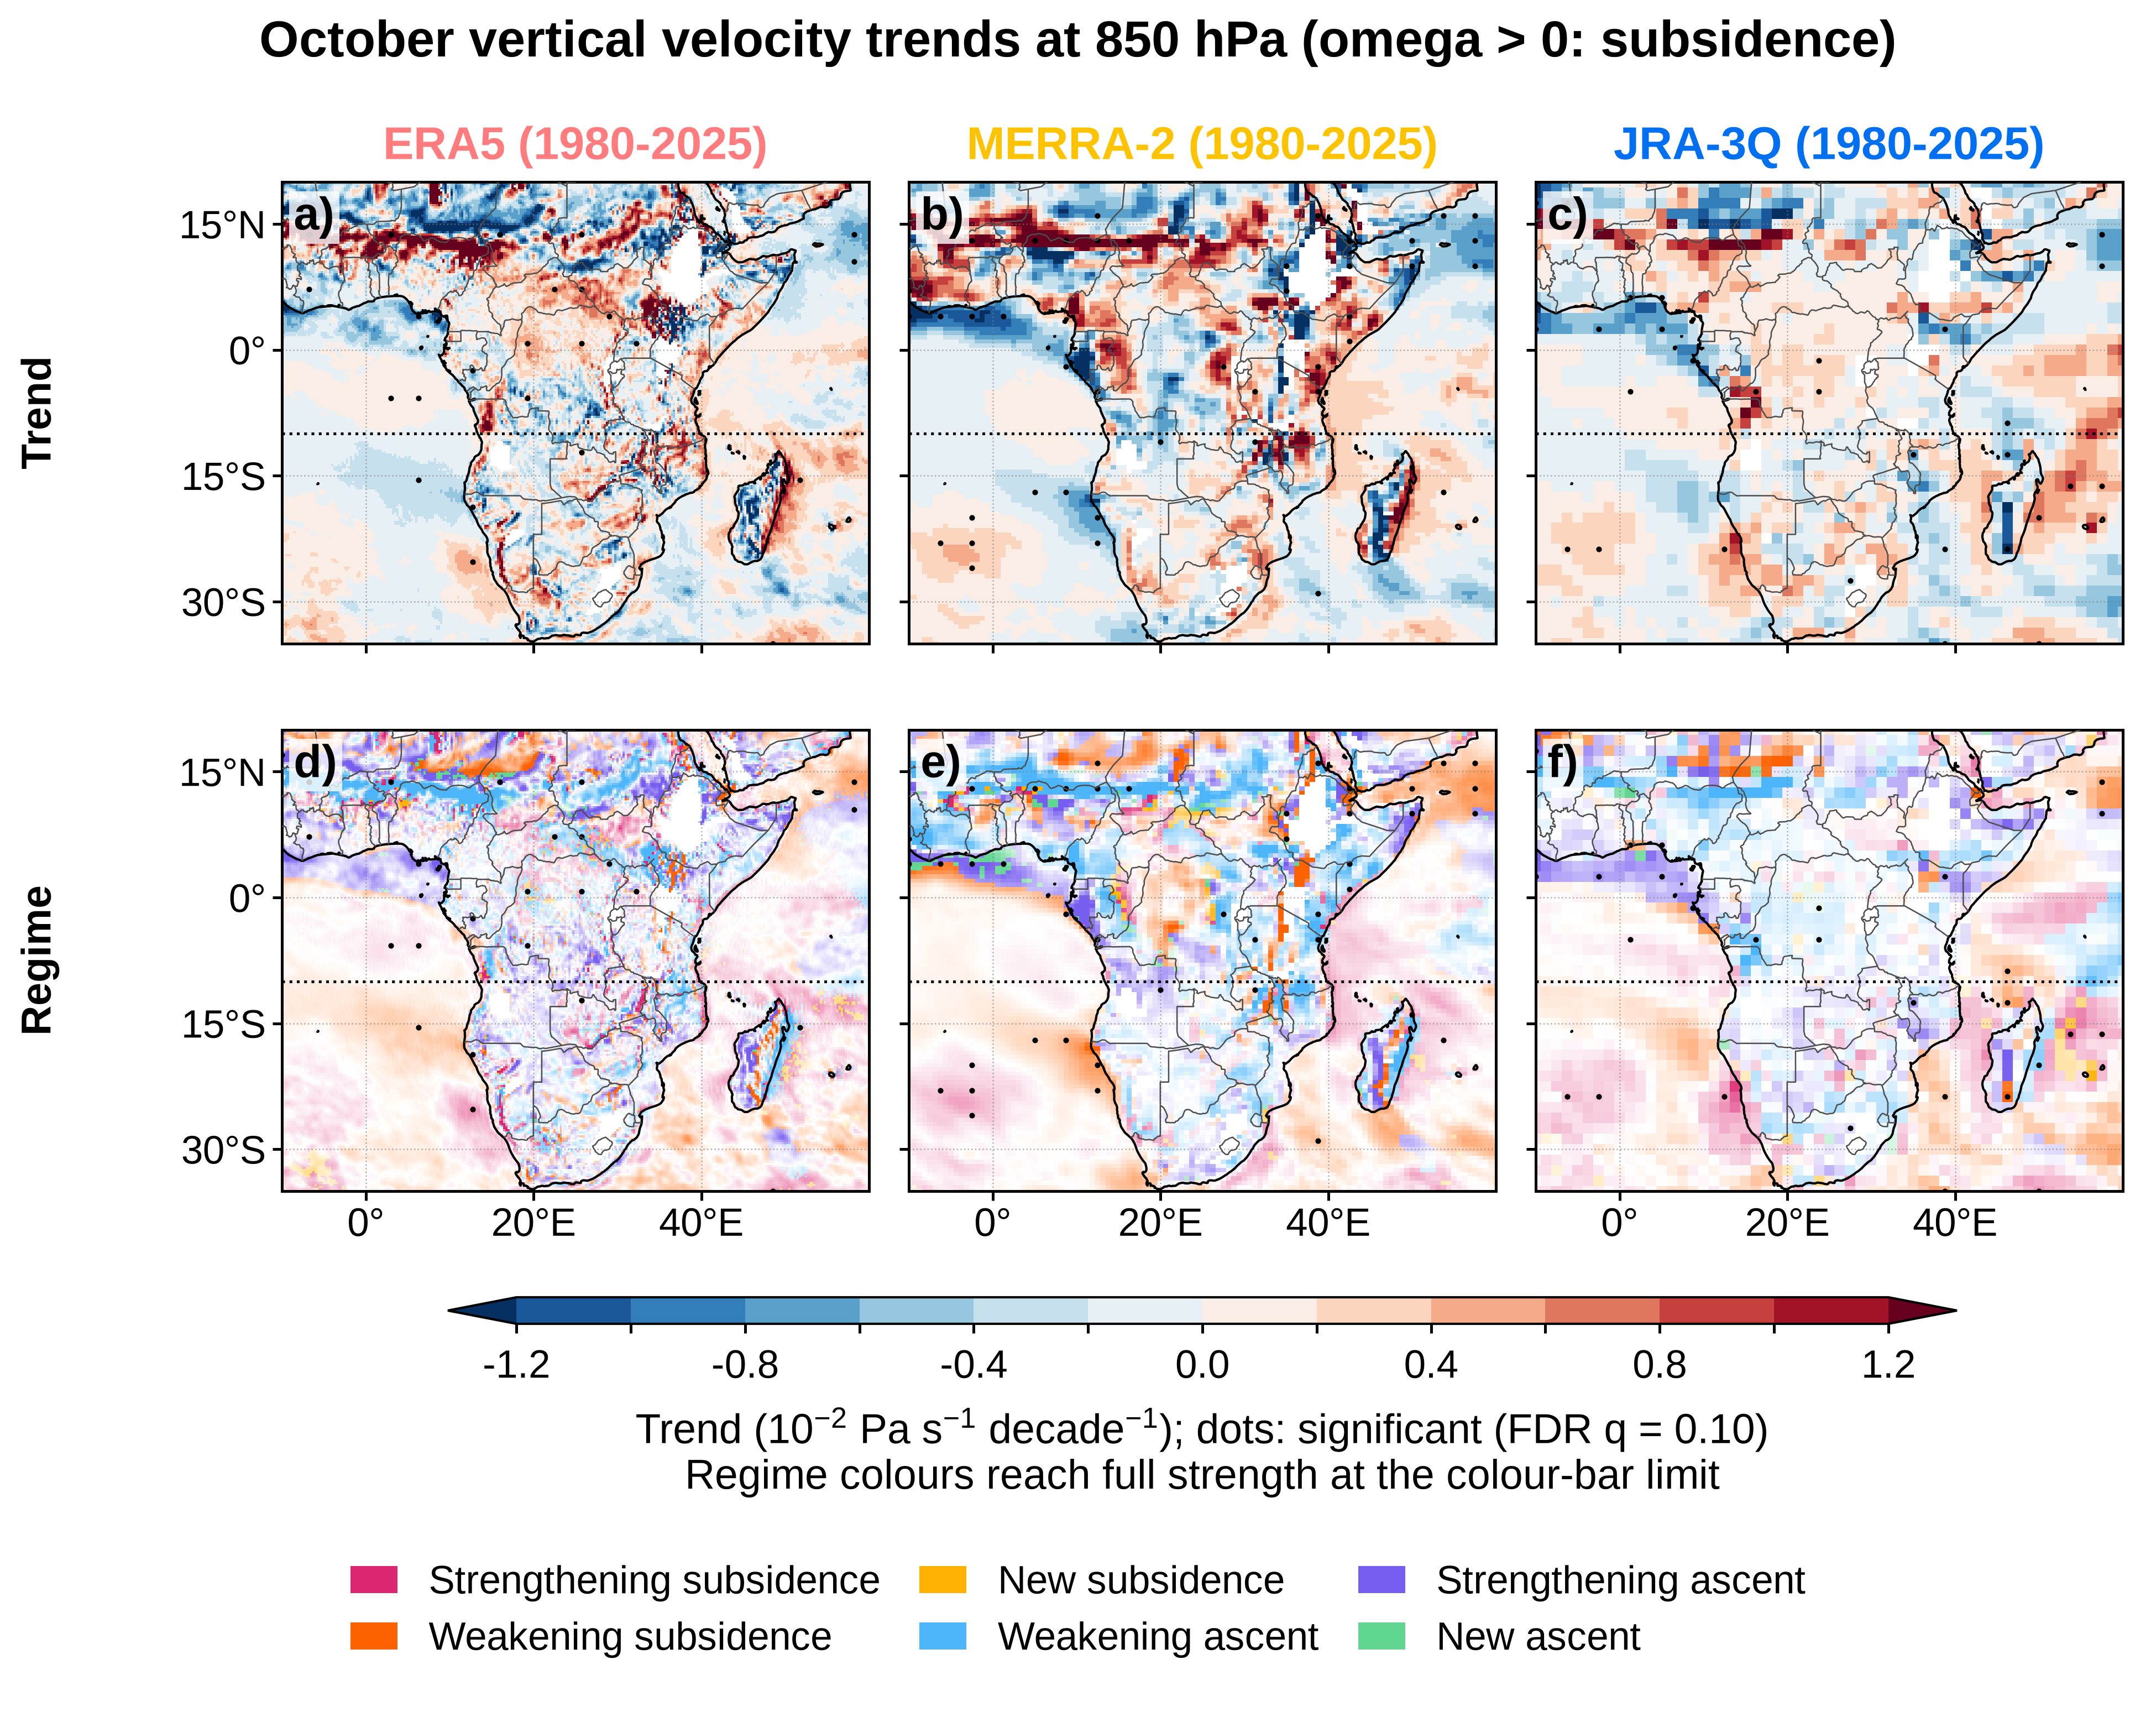 October vertical velocity trends at 850 hPa (omega > 0: subsidence)
ERA5 (1980-2025) MERRA-2 (1980-2025) JRA-3Q (1980-2025)
Trend
a) b) c)
15°N
0°
15°S
30°S
Regime
d) e) f)
15°N
0°
15°S
30°S
0° 20°E 40°E 0° 20°E 40°E 0° 20°E 40°E
-1.2 -0.8 -0.4 0.0 0.4 0.8 1.2
Trend (10⁻² Pa s⁻¹ decade⁻¹); dots: significant (FDR q = 0.10)
Regime colours reach full strength at the colour-bar limit
Strengthening subsidence New subsidence Strengthening ascent
Weakening subsidence Weakening ascent New ascent